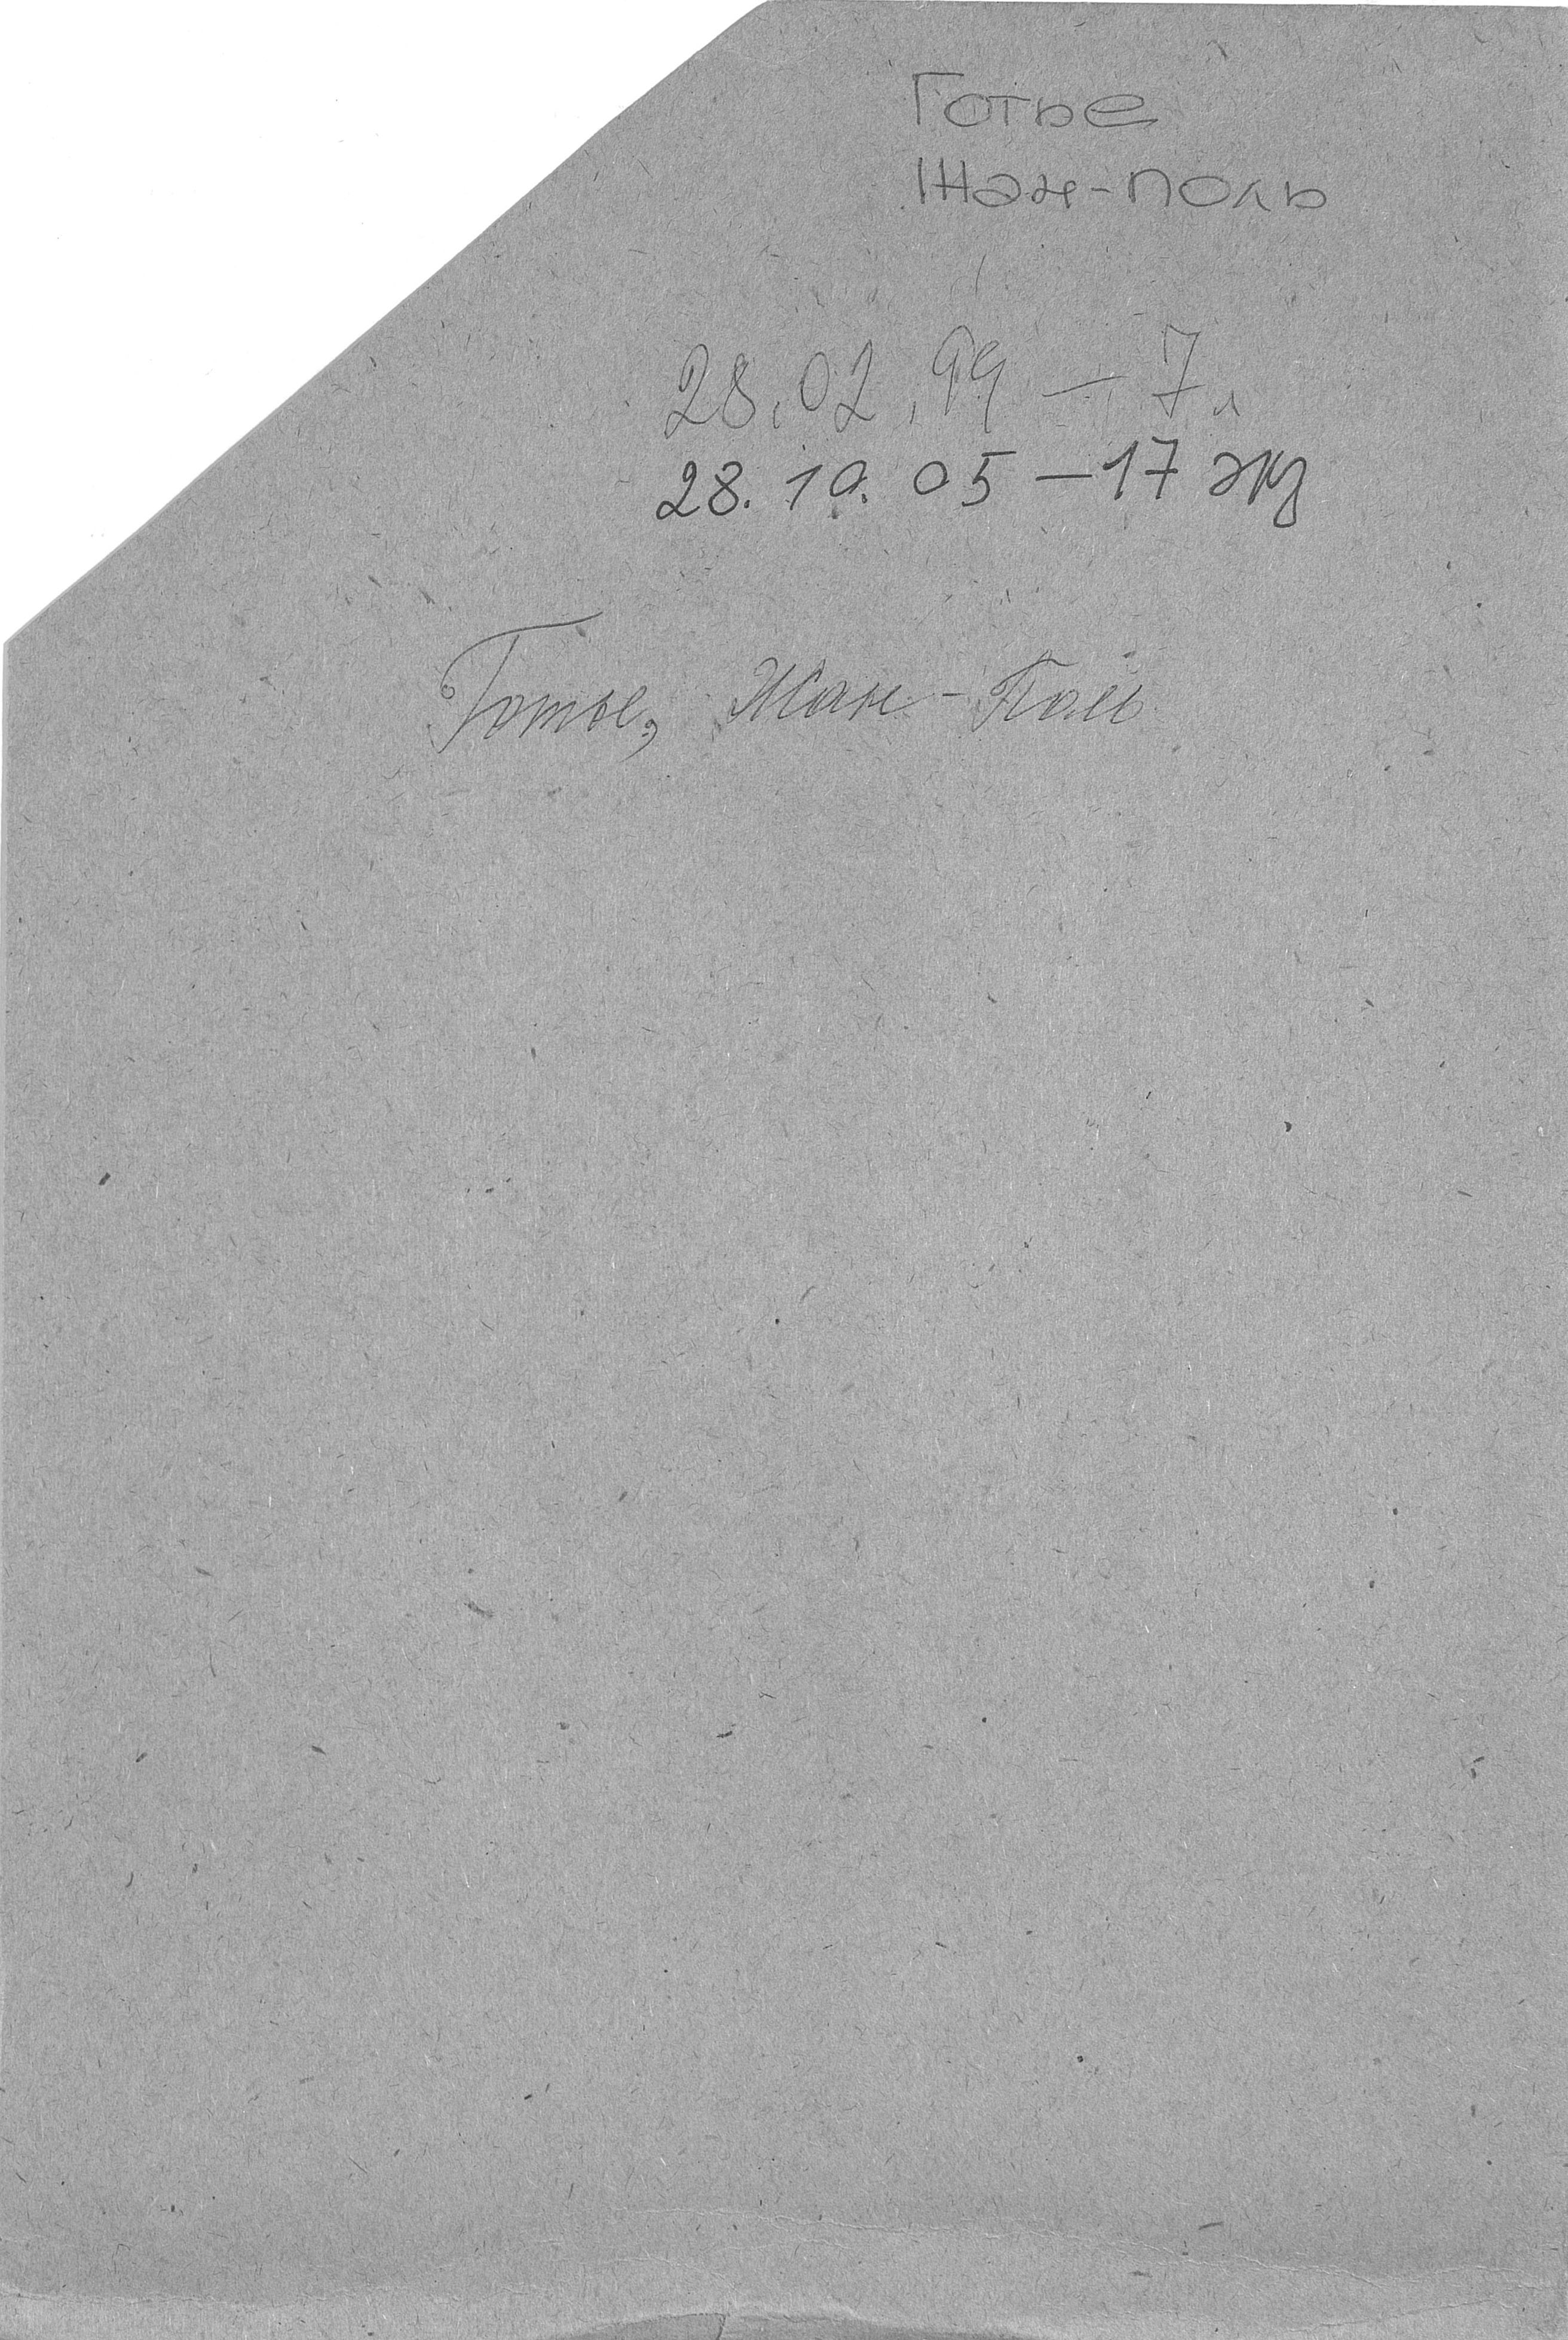 Готье
Жан-поль
28.02.99 – 7л
28.10.05 – 17 экз
Готье, Жан-Поль